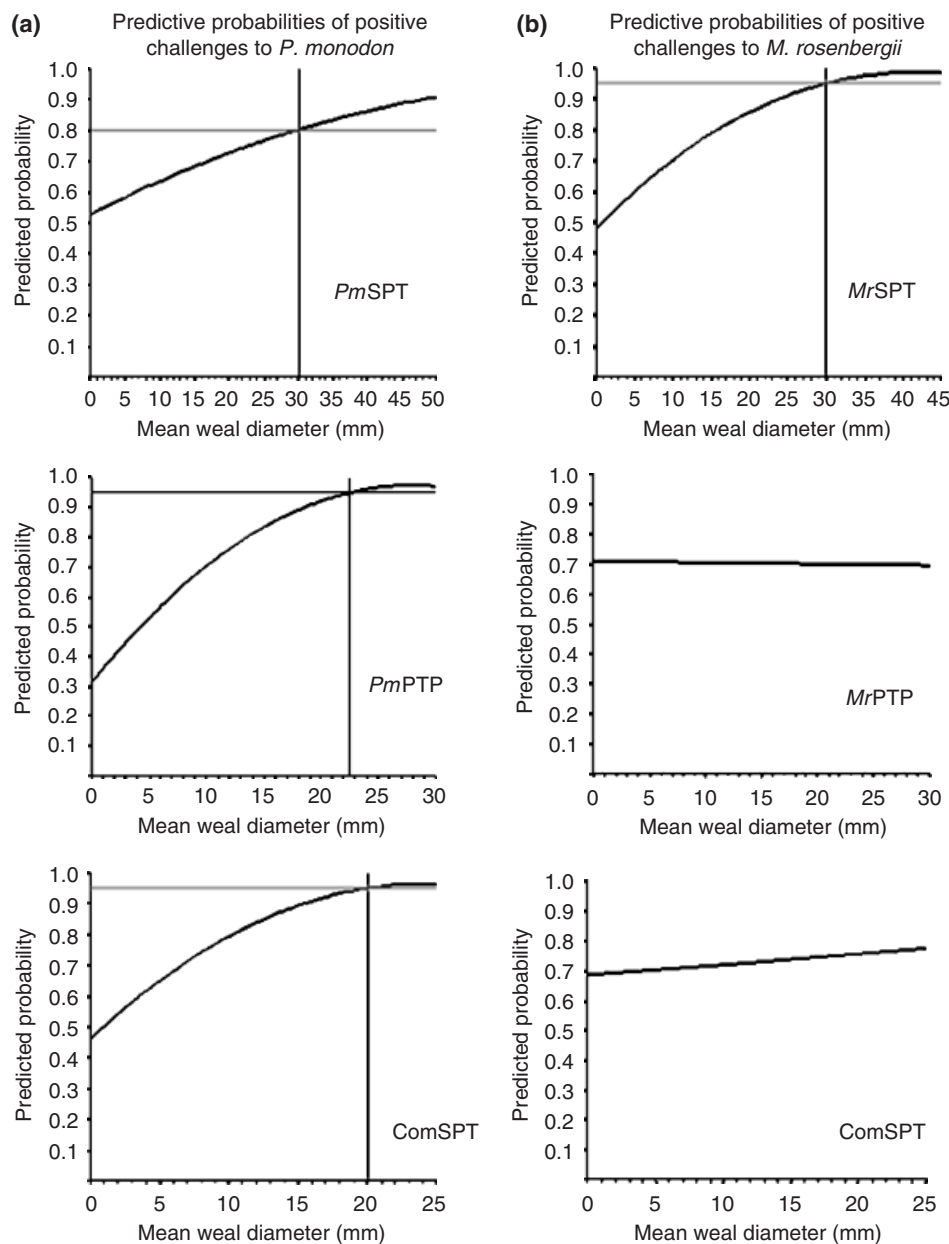 (a) Predictive probabilities of positive
challenges to P. monodon
Predicted probability
1.0
0.9
0.8
0.7
0.6
0.5
0.4
0.3
0.2
0.1
PmSPT
0 5 10 15 20 25 30 35 40 45 50
Mean weal diameter (mm)
(b) Predictive probabilities of positive
challenges to M. rosenbergii
Predicted probability
1.0
0.9
0.8
0.7
0.6
0.5
0.4
0.3
0.2
0.1
MrSPT
0 5 10 15 20 25 30 35 40 45
Mean weal diameter (mm)
Predicted probability
1.0
0.9
0.8
0.7
0.6
0.5
0.4
0.3
0.2
0.1
PmPTP
0 5 10 15 20 25 30
Mean weal diameter (mm)
Predicted probability
1.0
0.9
0.8
0.7
0.6
0.5
0.4
0.3
0.2
0.1
MrPTP
0 5 10 15 20 25 30
Mean weal diameter (mm)
Predicted probability
1.0
0.9
0.8
0.7
0.6
0.5
0.4
0.3
0.2
0.1
ComSPT
0 5 10 15 20 25
Mean weal diameter (mm)
Predicted probability
1.0
0.9
0.8
0.7
0.6
0.5
0.4
0.3
0.2
0.1
ComSPT
0 5 10 15 20 25
Mean weal diameter (mm)